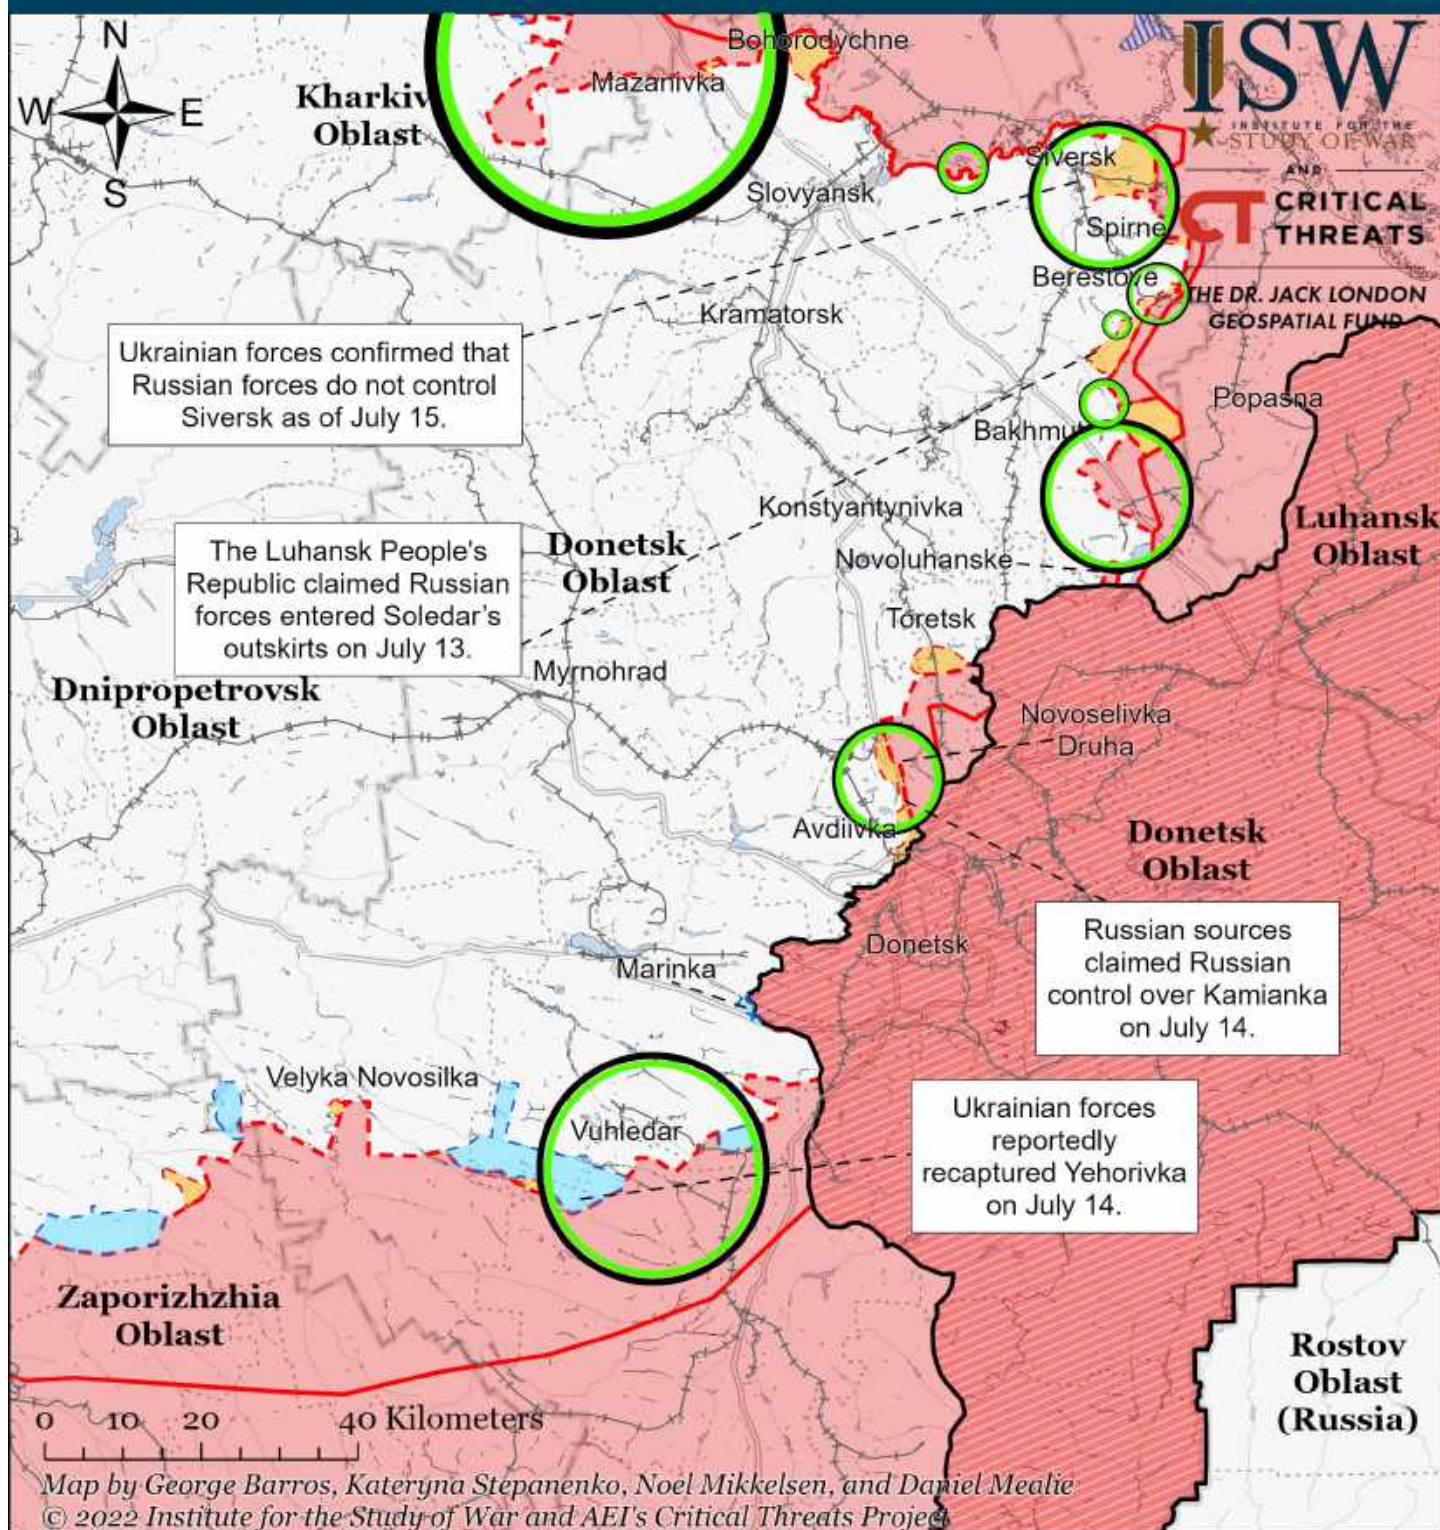 N
W
E
S
Kharkiv
Oblast
Bohorodychne
Mazanivka
ISW
INSTITUTE FOR THE
STUDY OF WAR
AND
CRITICAL
THREATS
CT
THE DR. JACK LONDON
GEOSPATIAL FUND
Siversk
Slovyansk
Spirne
Berestove
Kramatorsk
Ukrainian forces confirmed that
Russian forces do not control
Siversk as of July 15.
Popasna
Bakhmut
Konstyantynivka
Luhansk
Oblast
The Luhansk People's
Republic claimed Russian
forces entered Soledar's
outskirts on July 13.
Donetsk
Oblast
Novoluhanske
Toretsk
Myrnohrad
Dnipropetrovsk
Oblast
Novoselivka
Druha
Avdiivka
Donetsk
Oblast
Donetsk
Russian sources
claimed Russian
control over Kamianka
on July 14.
Marinka
Velyka Novosilka
Vuhledar
Ukrainian forces
reportedly
recaptured Yehorivka
on July 14.
Zaporizhzhia
Oblast
Rostov
Oblast
(Russia)
0 10 20 40 Kilometers
Map by George Barros, Kateryna Stepanenko, Noel Mikkelsen, and Daniel Mealie
© 2022 Institute for the Study of War and AEI's Critical Threats Project